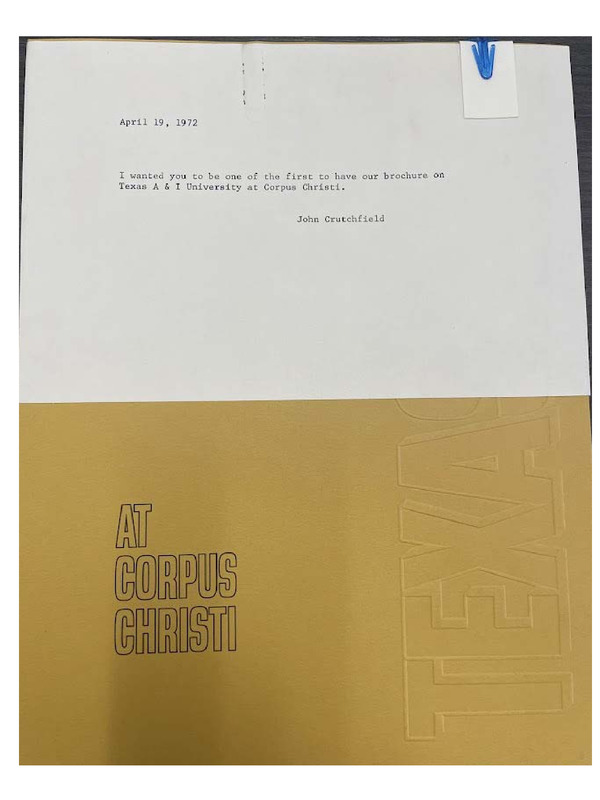 April 19, 1972
I wanted you to be one of the first to have our brochure on
Texas A & I University at Corpus Christi.
John Crutchfield
AT
CORPUS
CHRISTI
TEXAS